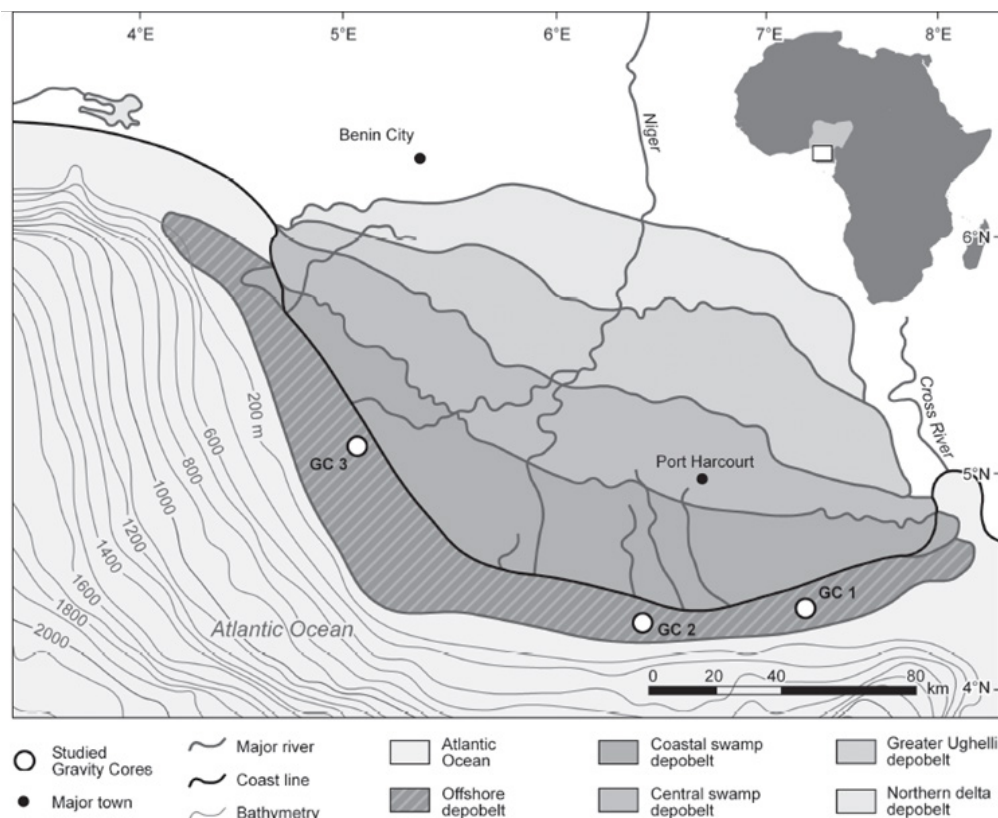 4°E
5°E
6°E
7°E
8°E
Benin City
Niger
6°N
Cross River
200 m
600
800
1000
1200
1400
1600
1800
2000
GC 3
Port Harcourt
5°N
GC 1
GC 2
Atlantic Ocean
0 20 40 80 km
4°N
Studied
Gravity Cores
Major town
Major river
Coast line
Bathymetry
Atlantic
Ocean
Offshore
depobelt
Coastal swamp
depobelt
Central swamp
depobelt
Greater Ughelli
depobelt
Northern delta
depobelt